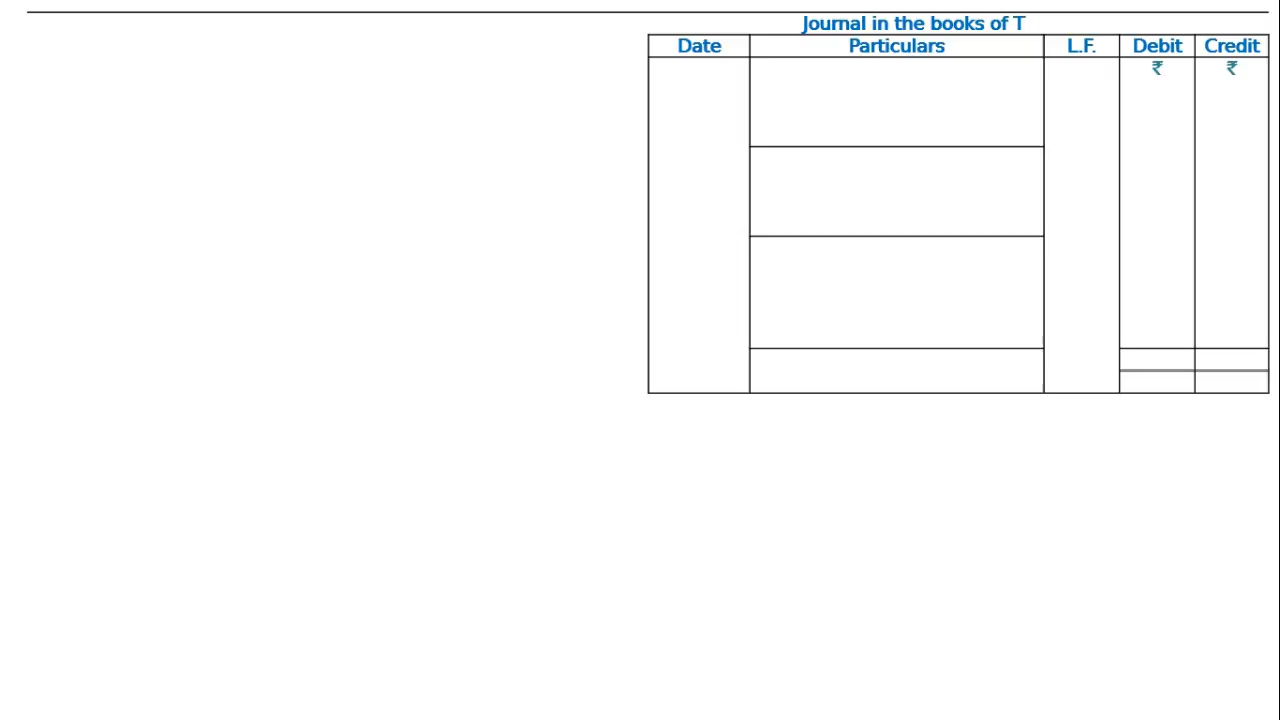 Journal in the books of T
Date Particulars L.F. Debit Credit
₹ ₹